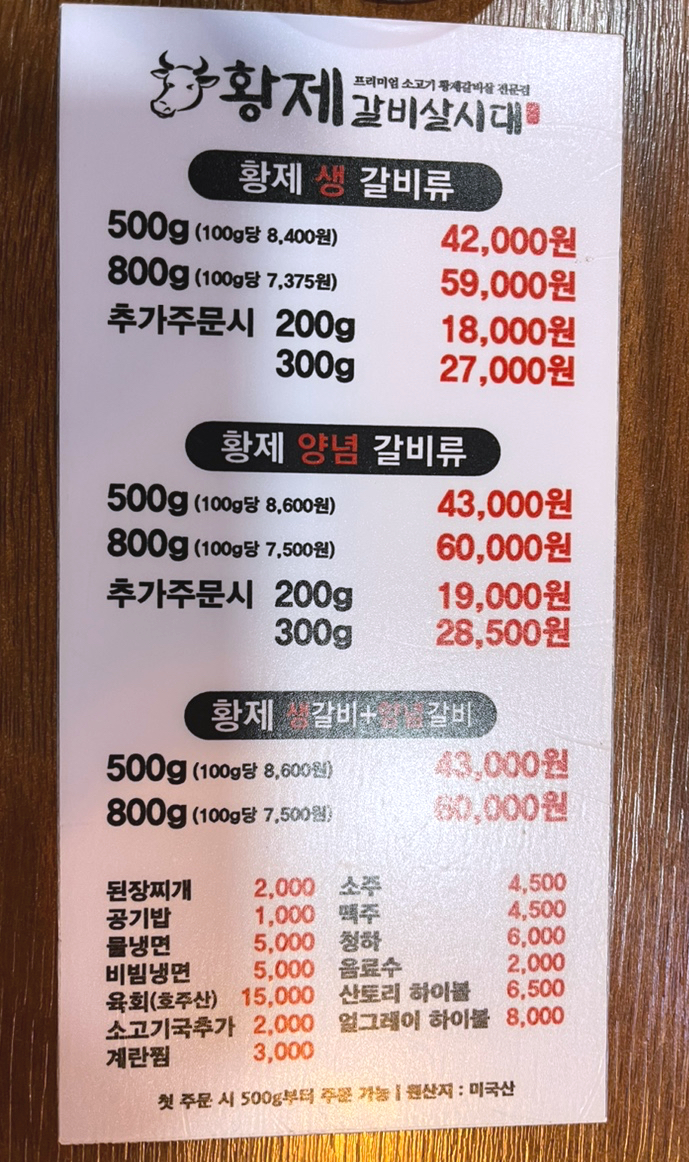 황제 프리미엄 소고기 황제갈비살 전문점
갈비살시대
황제 생 갈비류
500g (100g당 8,400원) 42,000원
800g (100g당 7,375원) 59,000원
추가주문시 200g 18,000원
300g 27,000원
황제 양념 갈비류
500g (100g당 8,600원) 43,000원
800g (100g당 7,500원) 60,000원
추가주문시 200g 19,000원
300g 28,500원
황제 생갈비+양념갈비
500g (100g당 8,600원) 43,000원
800g (100g당 7,500원) 60,000원
된장찌개 2,000 소주 4,500
공기밥 1,000 맥주 4,500
물냉면 5,000 청하 6,000
비빔냉면 5,000 음료수 2,000
육회(호주산) 15,000 산토리 하이볼 6,500
소고기국추가 2,000 얼그레이 하이볼 8,000
계란찜 3,000
첫 주문 시 500g부터 주문 가능 | 원산지 : 미국산